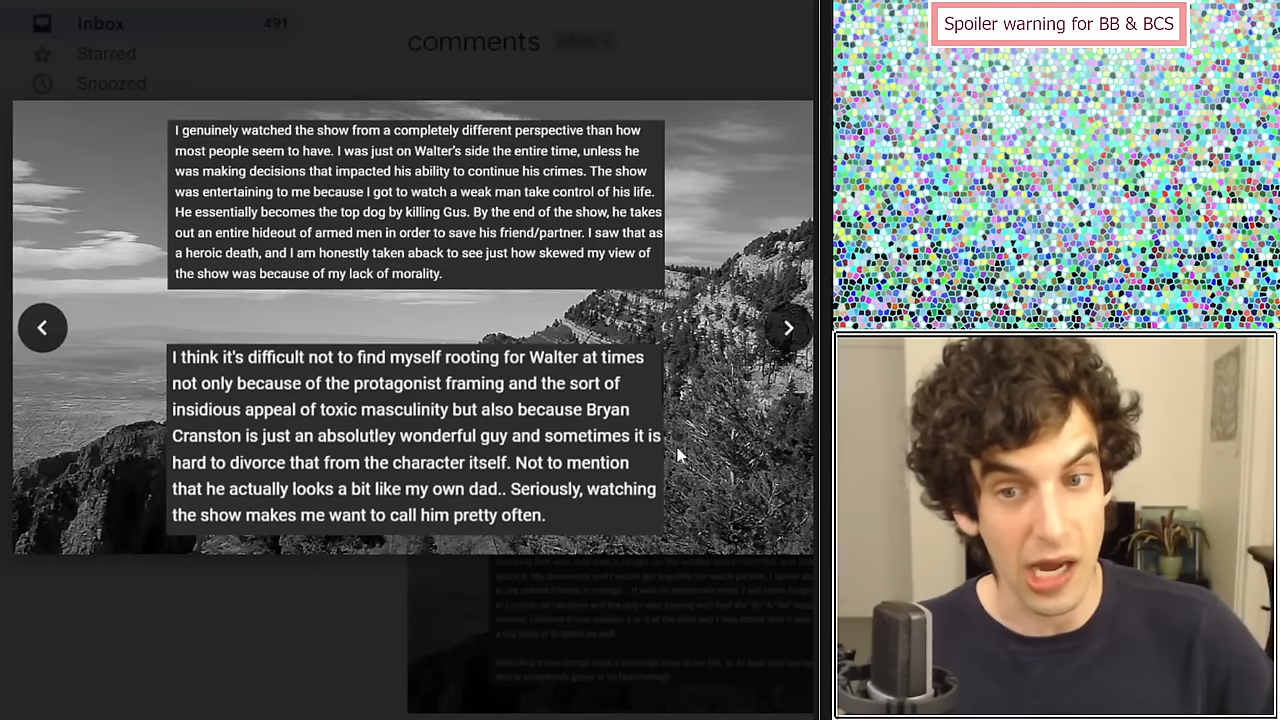 Inbox 491
Starred
Snoozed
comments
Spoiler warning for BB & BCS
I genuinely watched the show from a completely different perspective than how
most people seem to have. I was just on Walter's side the entire time, unless he
was making decisions that impacted his ability to continue his crimes. The show
was entertaining to me because I got to watch a weak man take control of his life.
He essentially becomes the top dog by killing Gus. By the end of the show, he takes
out an entire hideout of armed men in order to save his friend/partner. I saw that as
a heroic death, and I am honestly taken aback to see just how skewed my view of
the show was because of my lack of morality.
I think it's difficult not to find myself rooting for Walter at times
not only because of the protagonist framing and the sort of
insidious appeal of toxic masculinity but also because Bryan
Cranston is just an absolutley wonderful guy and sometimes it is
hard to divorce that from the character itself. Not to mention
that he actually looks a bit like my own dad.. Seriously, watching
the show makes me want to call him pretty often.